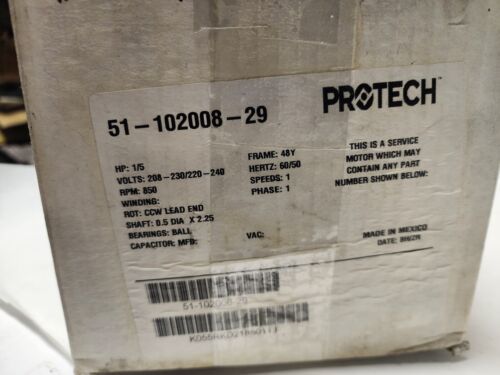 PROTECH™
51-102008-29
HP: 1/5
VOLTS: 208-230/220-240
RPM: 850
WINDING:
ROT: CCW LEAD END
SHAFT: 0.5 DIA X 2.25
BEARINGS: BALL
CAPACITOR: MFD:
VAC:
FRAME: 48Y
HERTZ: 60/50
SPEEDS: 1
PHASE: 1
THIS IS A SERVICE
MOTOR WHICH MAY
CONTAIN ANY PART
NUMBER SHOWN BELOW:
MADE IN MEXICO
DATE:
51-102008-29